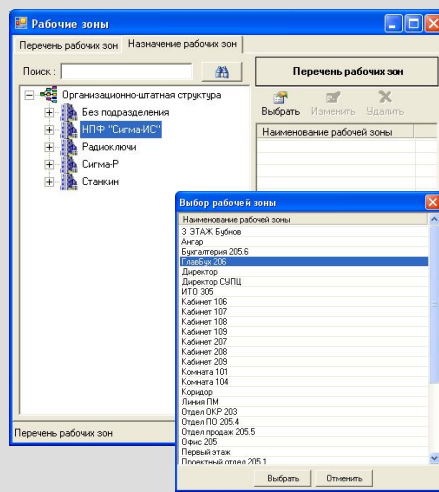 Рабочие зоны
Перечень рабочих зон Назначение рабочих зон
Поиск :
Перечень рабочих зон
Организационно-штатная структура
Без подразделения
НПФ "Сигма-ИС"
Радиоключи
Сигма-Р
Станкин
Выбрать Изменить Удалить
Наименование рабочей зоны
Выбор рабочей зоны
Наименование рабочей зоны
3 ЭТАЖ Бубнов
Ангар
Бухгалтерия 205.6
ГлавБух 206
Директор
Директор СУПЦ
ИТО 305
Кабинет 106
Кабинет 107
Кабинет 108
Кабинет 109
Кабинет 207
Кабинет 208
Кабинет 209
Комната 101
Комната 104
Коридор
Линия ПМ
Отдел ОКР 203
Отдел ПО 205.4
Отдел продаж 205.5
Офис 205
Первый этаж
Проектный отдел 205.1
Выбрать Отменить
Перечень рабочих зон